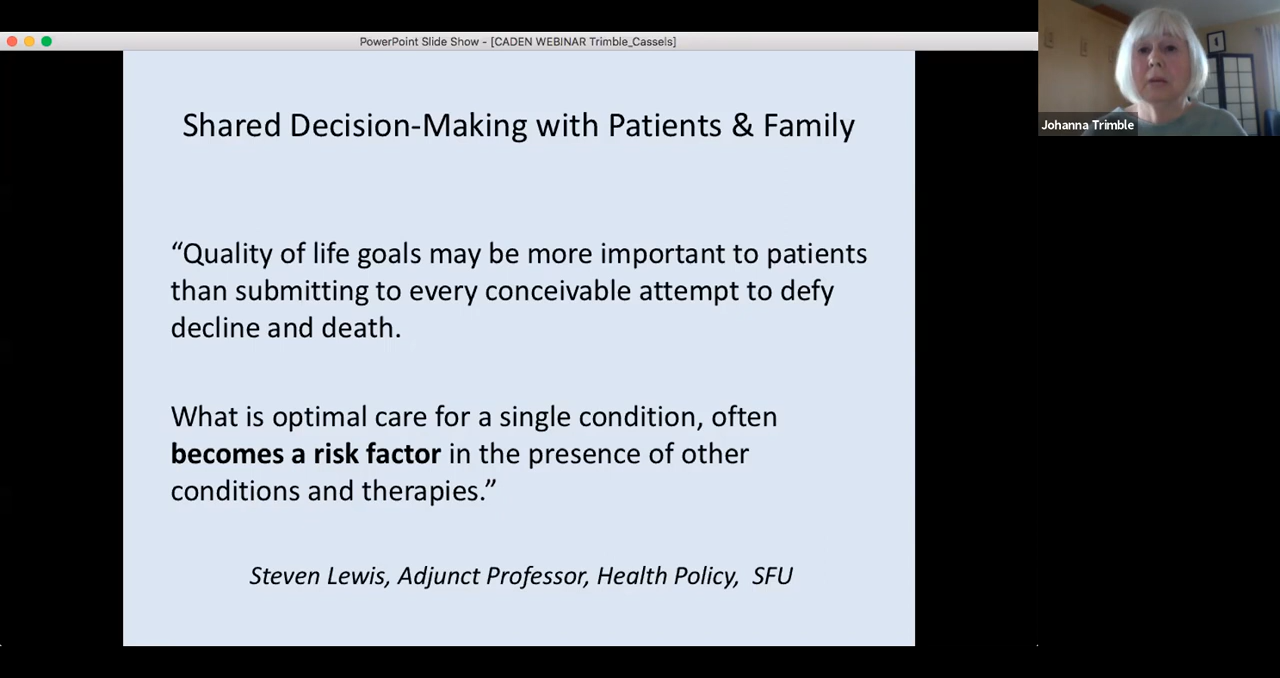 PowerPoint Slide Show - [CADEN WEBINAR Trimble_Cassels]
Johanna Trimble
Shared Decision-Making with Patients & Family
“Quality of life goals may be more important to patients
than submitting to every conceivable attempt to defy
decline and death.
What is optimal care for a single condition, often
becomes a risk factor in the presence of other
conditions and therapies.”
Steven Lewis, Adjunct Professor, Health Policy, SFU